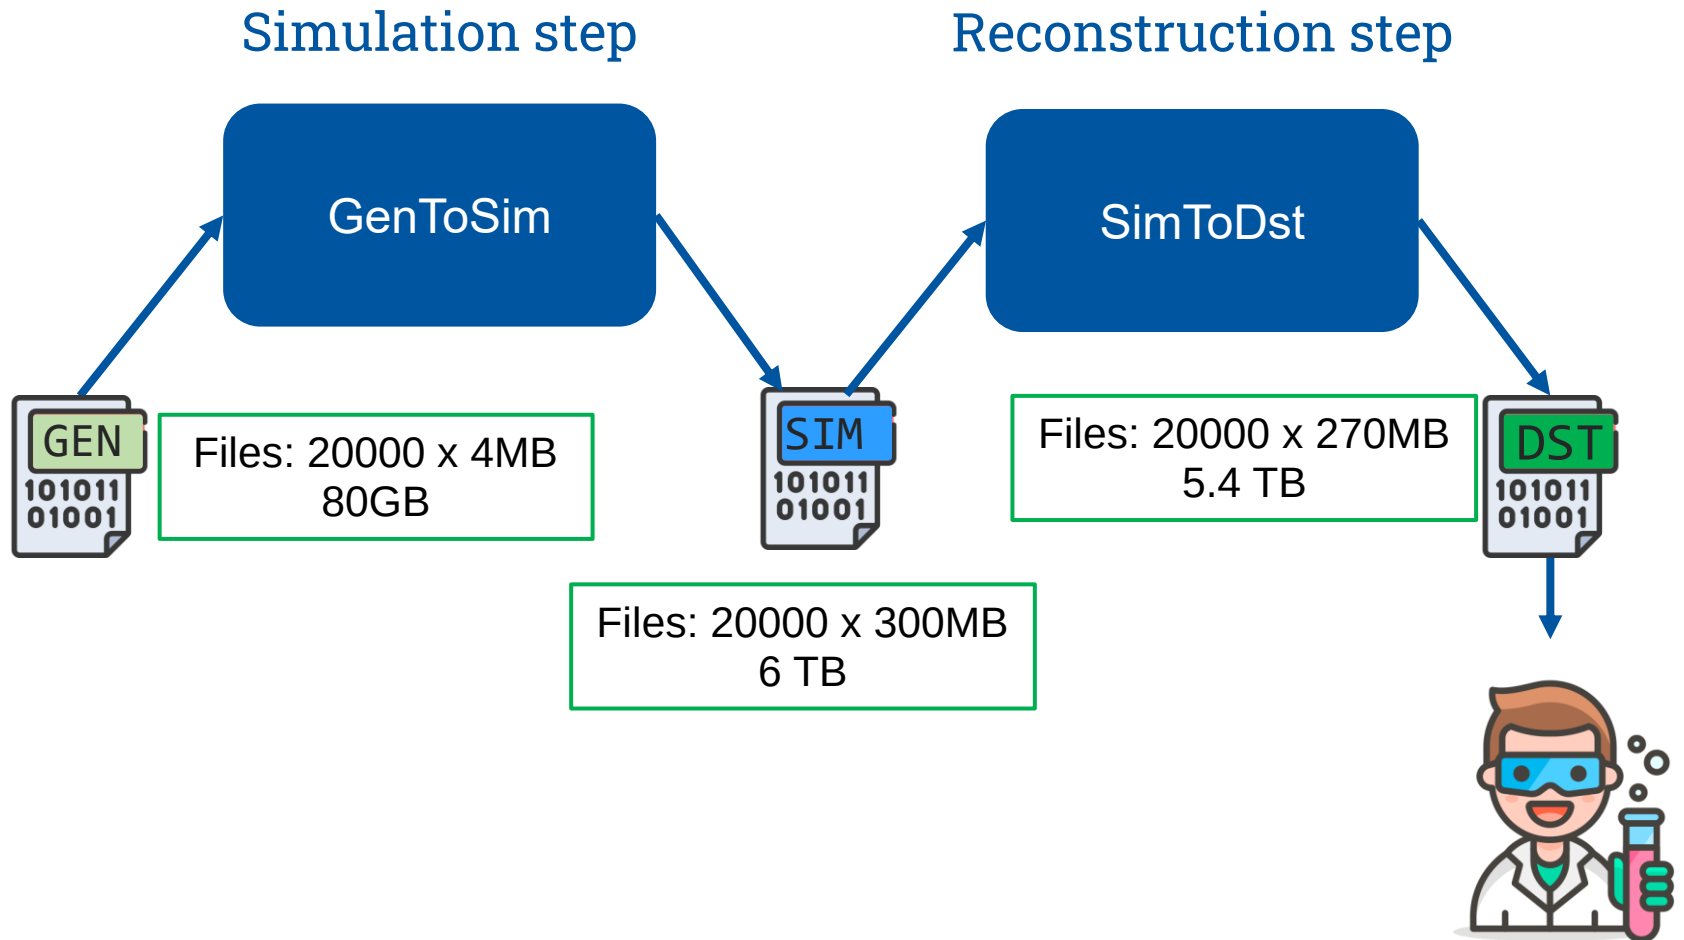 Simulation step
Reconstruction step
GenToSim
SimToDst
GEN
101011
01001
Files: 20000 x 4MB
80GB
SIM
101011
01001
Files: 20000 x 300MB
6 TB
Files: 20000 x 270MB
5.4 TB
DST
101011
01001